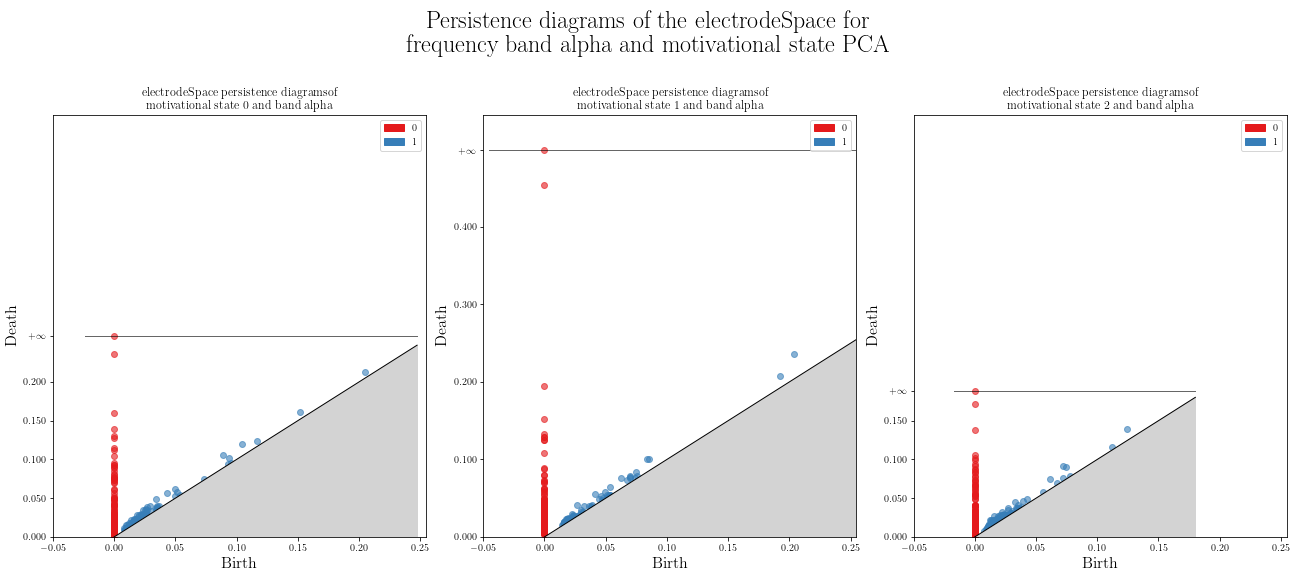 Persistence diagrams of the electrodeSpace for
frequency band alpha and motivational state PCA
electrodeSpace persistence diagramsof
motivational state 0 and band alpha
0
1
+∞
0.200
0.150
0.100
0.050
0.000
−0.05 0.00 0.05 0.10 0.15 0.20 0.25
Death
Birth
electrodeSpace persistence diagramsof
motivational state 1 and band alpha
0
1
+∞
0.400
0.300
0.200
0.100
0.000
−0.05 0.00 0.05 0.10 0.15 0.20 0.25
Death
Birth
electrodeSpace persistence diagramsof
motivational state 2 and band alpha
0
1
+∞
0.150
0.100
0.050
0.000
−0.05 0.00 0.05 0.10 0.15 0.20 0.25
Death
Birth